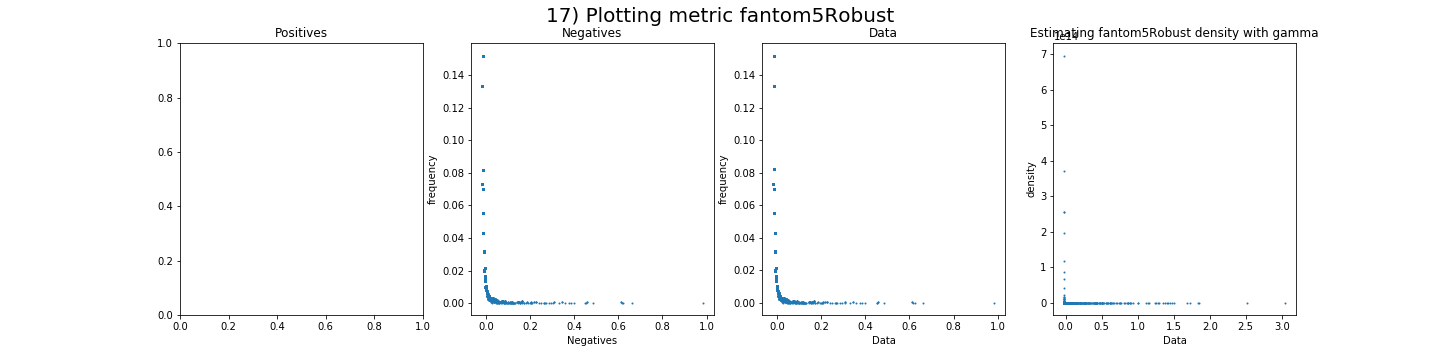 17) Plotting metric fantom5Robust
Positives
1.0
0.8
0.6
0.4
0.2
0.0
0.0 0.2 0.4 0.6 0.8 1.0
Negatives
frequency
0.14
0.12
0.10
0.08
0.06
0.04
0.02
0.00
0.0 0.2 0.4 0.6 0.8 1.0
Negatives
Data
frequency
0.14
0.12
0.10
0.08
0.06
0.04
0.02
0.00
0.0 0.2 0.4 0.6 0.8 1.0
Data
Estimating fantom5Robust density with gamma
1e14
density
7
6
5
4
3
2
1
0
0.0 0.5 1.0 1.5 2.0 2.5 3.0
Data